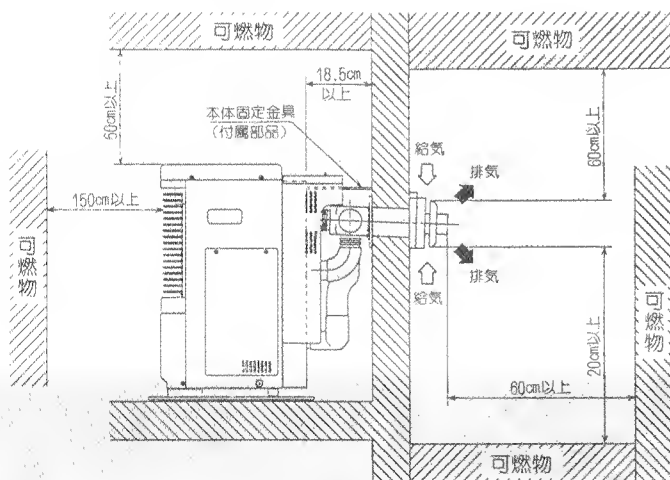 可燃物
可燃物
18.5cm
以上
60cm以上
本体固定金具
(付属部品)
給気
排気
60cm以上
150cm以上
可燃物
排気
給気
可燃物
20cm以上
60cm以上
可燃物